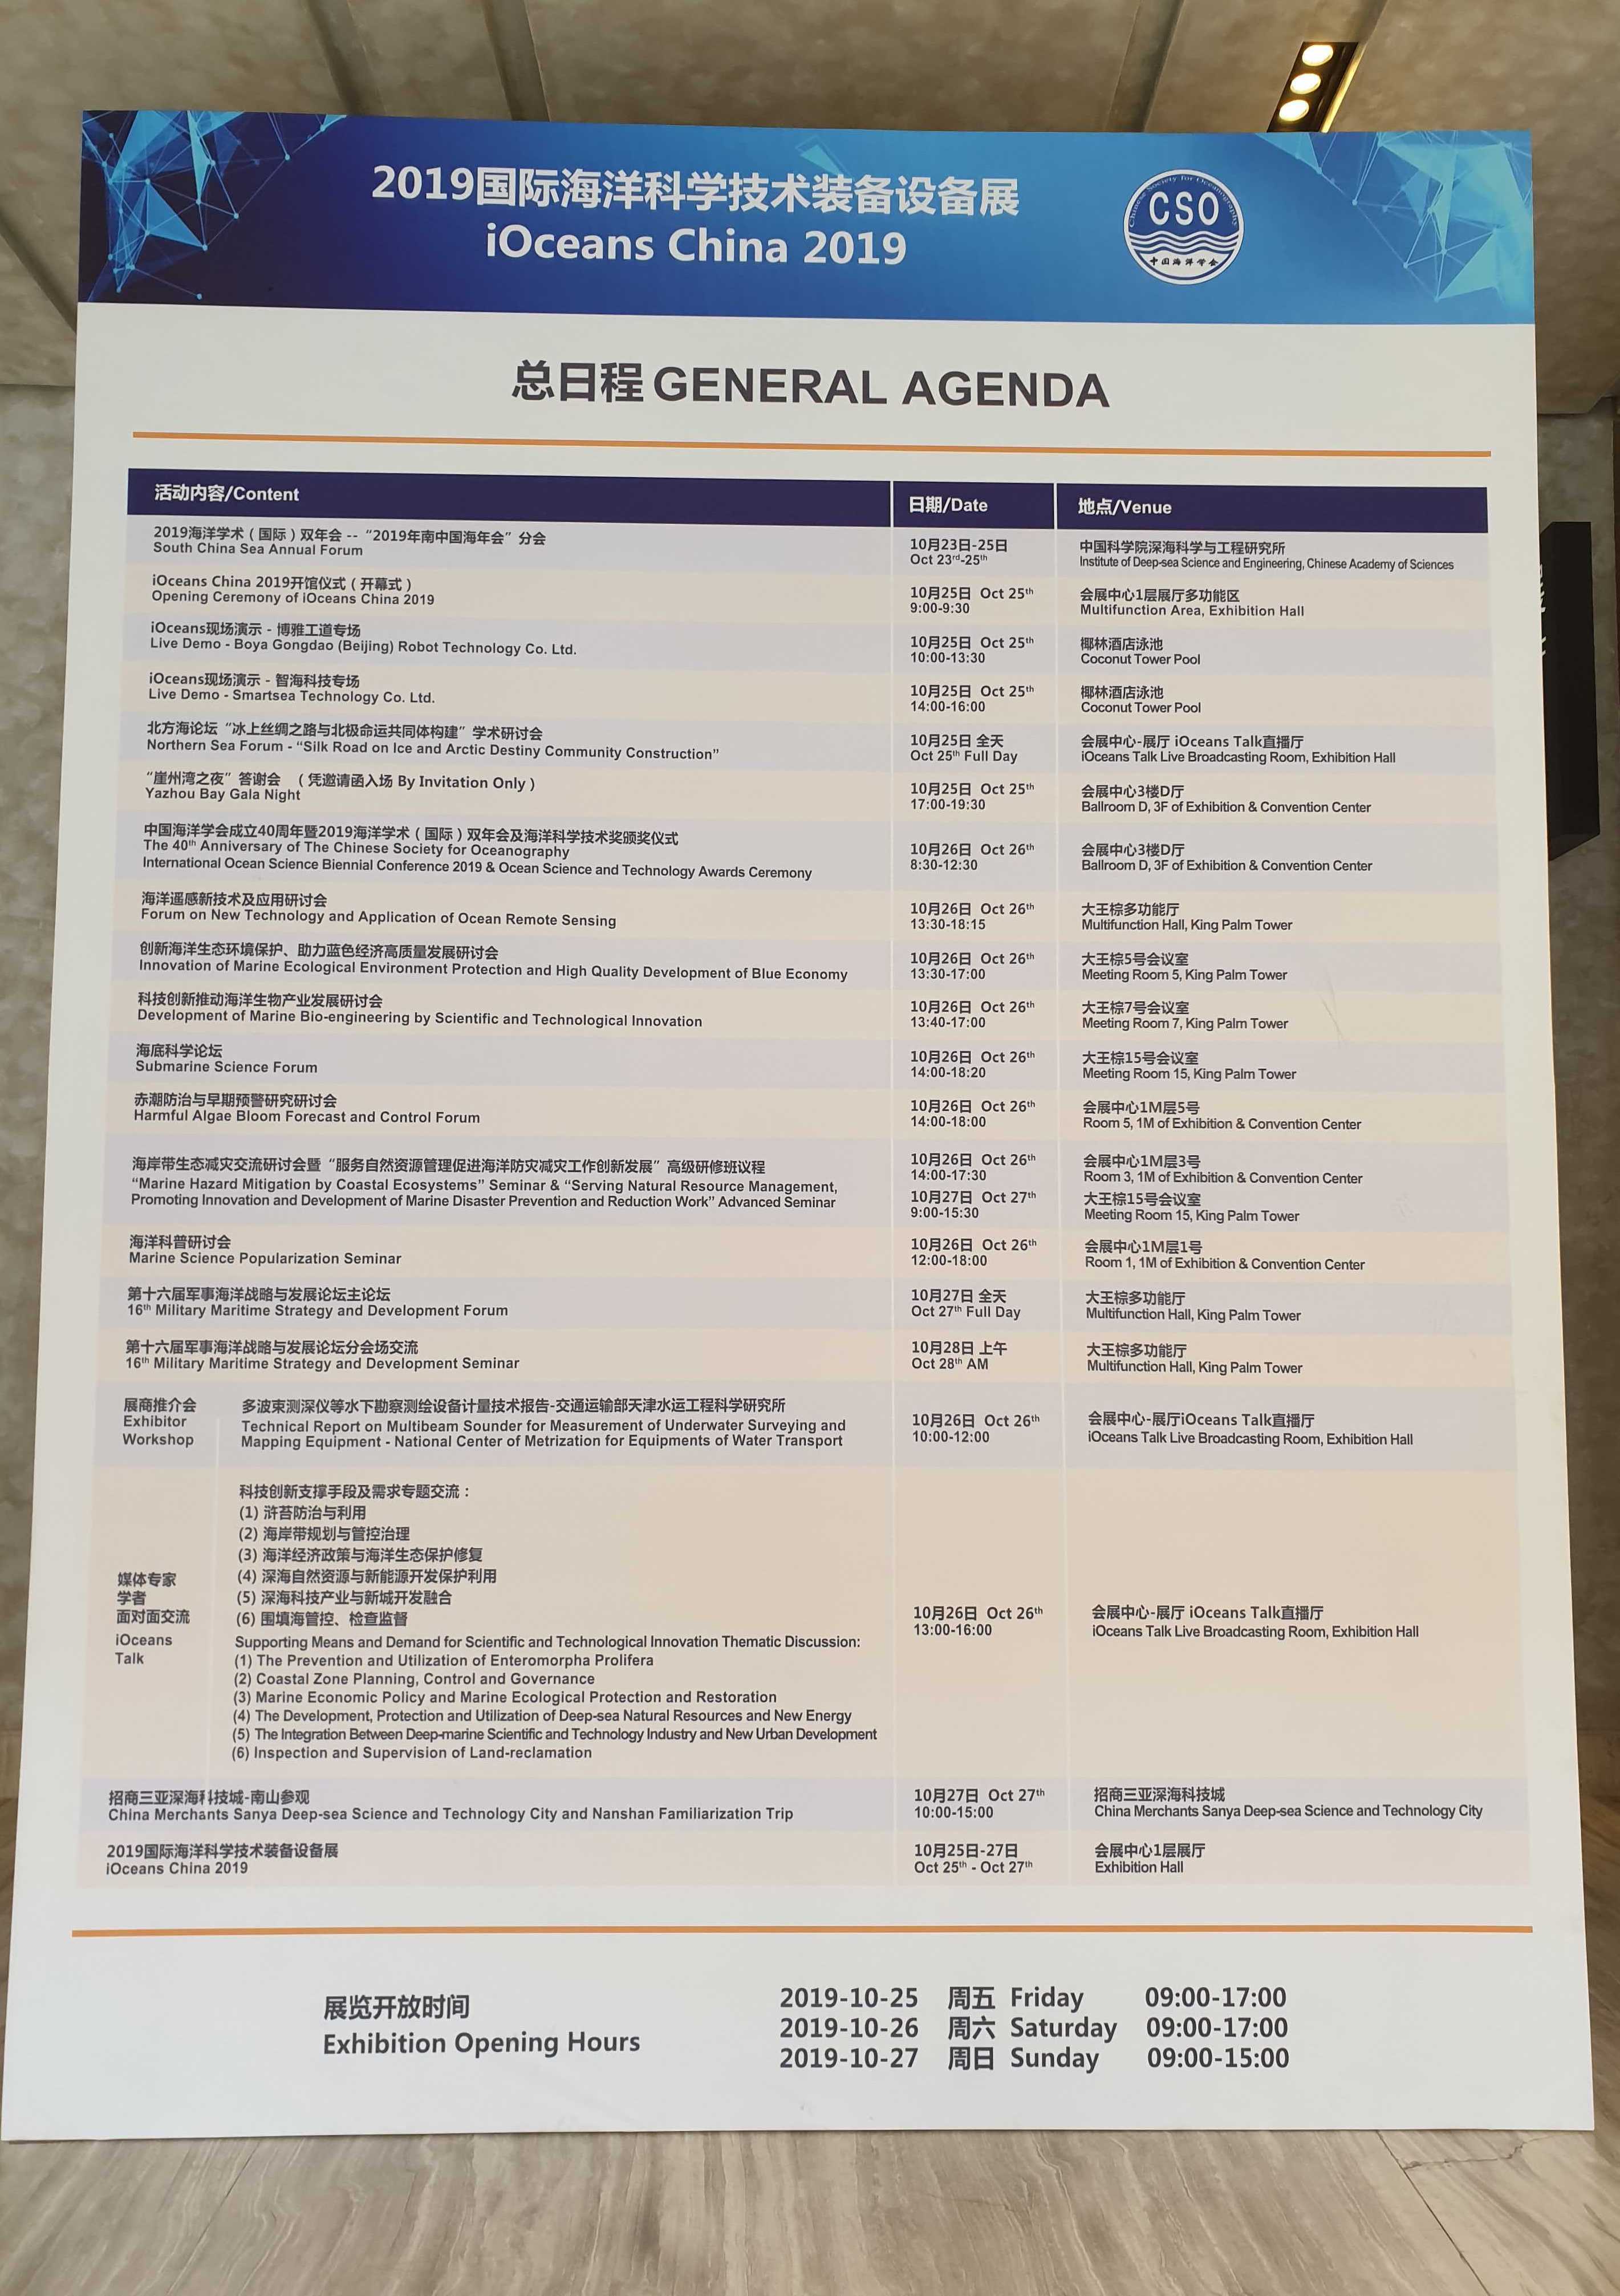 2019国际海洋科学技术装备设备展
iOceans China 2019
Chinese Society for Oceanography
CSO
中国海洋学会
总日程 GENERAL AGENDA
活动内容/Content 日期/Date 地点/Venue
2019海洋学术（国际）双年会 -- “2019年南中国海年会” 分会
South China Sea Annual Forum
10月23日-25日
Oct 23rd-25th
中国科学院深海科学与工程研究所
Institute of Deep-sea Science and Engineering, Chinese Academy of Sciences
iOceans China 2019开馆仪式（开幕式）
Opening Ceremony of iOceans China 2019
10月25日 Oct 25th
9:00-9:30
会展中心1层展厅多功能区
Multifunction Area, Exhibition Hall
iOceans现场演示 - 博雅工道专场
Live Demo - Boya Gongdao (Beijing) Robot Technology Co. Ltd.
10月25日 Oct 25th
10:00-13:30
椰林酒店泳池
Coconut Tower Pool
iOceans现场演示 - 智海科技专场
Live Demo - Smartsea Technology Co. Ltd.
10月25日 Oct 25th
14:00-16:00
椰林酒店泳池
Coconut Tower Pool
北方海论坛 “冰上丝绸之路与北极命运共同体构建” 学术研讨会
Northern Sea Forum - “Silk Road on Ice and Arctic Destiny Community Construction”
10月25日 全天
Oct 25th Full Day
会展中心-展厅 iOceans Talk直播厅
iOceans Talk Live Broadcasting Room, Exhibition Hall
“崖州湾之夜” 答谢会 （凭邀请函入场 By Invitation Only）
Yazhou Bay Gala Night
10月25日 Oct 25th
17:00-19:30
会展中心3楼D厅
Ballroom D, 3F of Exhibition & Convention Center
中国海洋学会成立40周年暨2019海洋学术（国际）双年会及海洋科学技术奖颁奖仪式
The 40th Anniversary of The Chinese Society for Oceanography
International Ocean Science Biennial Conference 2019 & Ocean Science and Technology Awards Ceremony
10月26日 Oct 26th
8:30-12:30
会展中心3楼D厅
Ballroom D, 3F of Exhibition & Convention Center
海洋遥感新技术及应用研讨会
Forum on New Technology and Application of Ocean Remote Sensing
10月26日 Oct 26th
13:30-18:15
大王棕多功能厅
Multifunction Hall, King Palm Tower
创新海洋生态环境保护、助力蓝色经济高质量发展研讨会
Innovation of Marine Ecological Environment Protection and High Quality Development of Blue Economy
10月26日 Oct 26th
13:30-17:00
大王棕5号会议室
Meeting Room 5, King Palm Tower
科技创新推动海洋生物产业发展研讨会
Development of Marine Bio-engineering by Scientific and Technological Innovation
10月26日 Oct 26th
13:40-17:00
大王棕7号会议室
Meeting Room 7, King Palm Tower
海底科学论坛
Submarine Science Forum
10月26日 Oct 26th
14:00-18:20
大王棕15号会议室
Meeting Room 15, King Palm Tower
赤潮防治与早期预警研究研讨会
Harmful Algae Bloom Forecast and Control Forum
10月26日 Oct 26th
14:00-18:00
会展中心1M层5号
Room 5, 1M of Exhibition & Convention Center
海岸带生态减灾交流研讨会暨 “服务自然资源管理促进海洋防灾减灾工作创新发展” 高级研修班议程
“Marine Hazard Mitigation by Coastal Ecosystems” Seminar & “Serving Natural Resource Management,
Promoting Innovation and Development of Marine Disaster Prevention and Reduction Work” Advanced Seminar
10月26日 Oct 26th
14:00-17:30
10月27日 Oct 27th
9:00-15:30
会展中心1M层3号
Room 3, 1M of Exhibition & Convention Center
大王棕15号会议室
Meeting Room 15, King Palm Tower
海洋科普研讨会
Marine Science Popularization Seminar
10月26日 Oct 26th
12:00-18:00
会展中心1M层1号
Room 1, 1M of Exhibition & Convention Center
第十六届军事海洋战略与发展论坛主论坛
16th Military Maritime Strategy and Development Forum
10月27日 全天
Oct 27th Full Day
大王棕多功能厅
Multifunction Hall, King Palm Tower
第十六届军事海洋战略与发展论坛分会场交流
16th Military Maritime Strategy and Development Seminar
10月28日 上午
Oct 28th AM
大王棕多功能厅
Multifunction Hall, King Palm Tower
展商推介会
Exhibitor
Workshop
多波束测深仪等水下勘察测绘设备计量技术报告-交通运输部天津水运工程科学研究所
Technical Report on Multibeam Sounder for Measurement of Underwater Surveying and
Mapping Equipment - National Center of Metrization for Equipments of Water Transport
10月26日 Oct 26th
10:00-12:00
会展中心-展厅iOceans Talk直播厅
iOceans Talk Live Broadcasting Room, Exhibition Hall
媒体专家
学者
面对面交流
iOceans
Talk
科技创新支撑手段及需求专题交流：
(1) 浒苔防治与利用
(2) 海岸带规划与管控治理
(3) 海洋经济政策与海洋生态保护修复
(4) 深海自然资源与新能源开发保护利用
(5) 深海科技产业与新城开发融合
(6) 围填海管控、检查监督
Supporting Means and Demand for Scientific and Technological Innovation Thematic Discussion:
(1) The Prevention and Utilization of Enteromorpha Prolifera
(2) Coastal Zone Planning, Control and Governance
(3) Marine Economic Policy and Marine Ecological Protection and Restoration
(4) The Development, Protection and Utilization of Deep-sea Natural Resources and New Energy
(5) The Integration Between Deep-marine Scientific and Technology Industry and New Urban Development
(6) Inspection and Supervision of Land-reclamation
10月26日 Oct 26th
13:00-16:00
会展中心-展厅 iOceans Talk直播厅
iOceans Talk Live Broadcasting Room, Exhibition Hall
招商三亚深海科技城-南山参观
China Merchants Sanya Deep-sea Science and Technology City and Nanshan Familiarization Trip
10月27日 Oct 27th
10:00-15:00
招商三亚深海科技城
China Merchants Sanya Deep-sea Science and Technology City
2019国际海洋科学技术装备设备展
iOceans China 2019
10月25日-27日
Oct 25th - Oct 27th
会展中心1层展厅
Exhibition Hall
展览开放时间
Exhibition Opening Hours
2019-10-25 周五 Friday 09:00-17:00
2019-10-26 周六 Saturday 09:00-17:00
2019-10-27 周日 Sunday 09:00-15:00